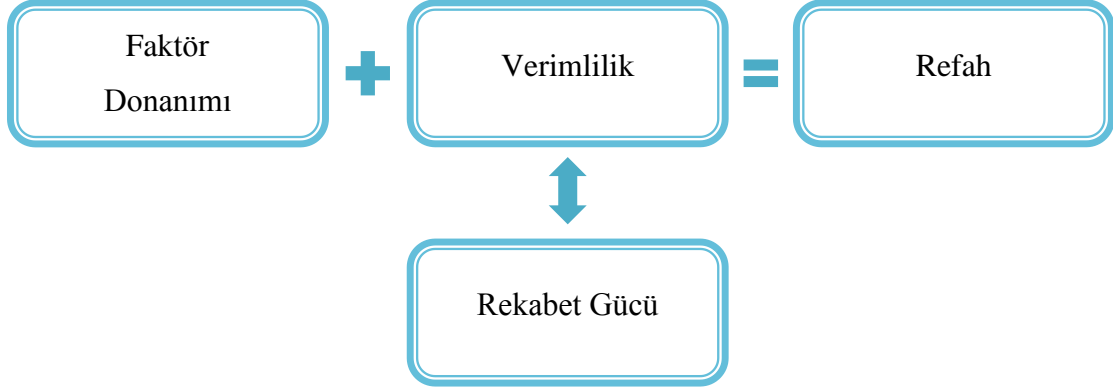 Faktör
Donanımı
Verimlilik
Refah
Rekabet Gücü